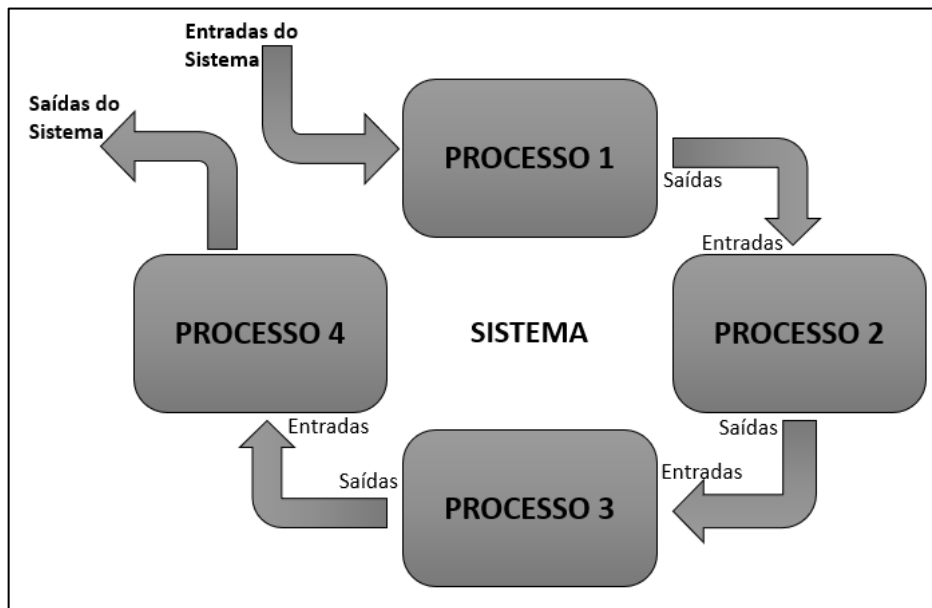 Entradas do
Sistema
Saídas do
Sistema
PROCESSO 1
Saídas
Entradas
PROCESSO 4
SISTEMA
PROCESSO 2
Entradas
Saídas
Saídas
Entradas
PROCESSO 3